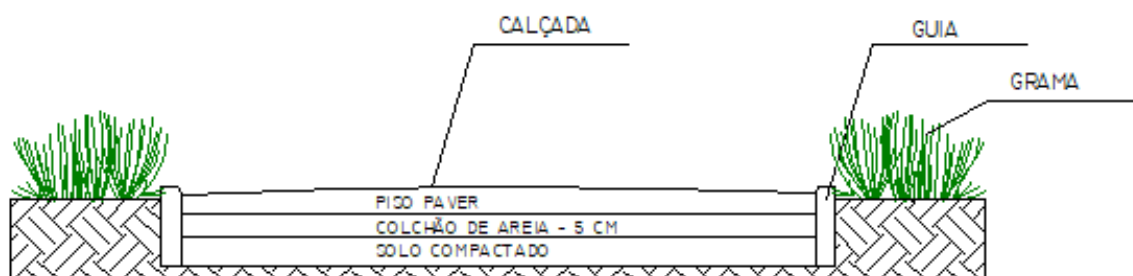 CALÇADA
GUIA
GRAMA
PISO PAVER
COLCHÃO DE AREIA - 5 CM
SOLO COMPACTADO